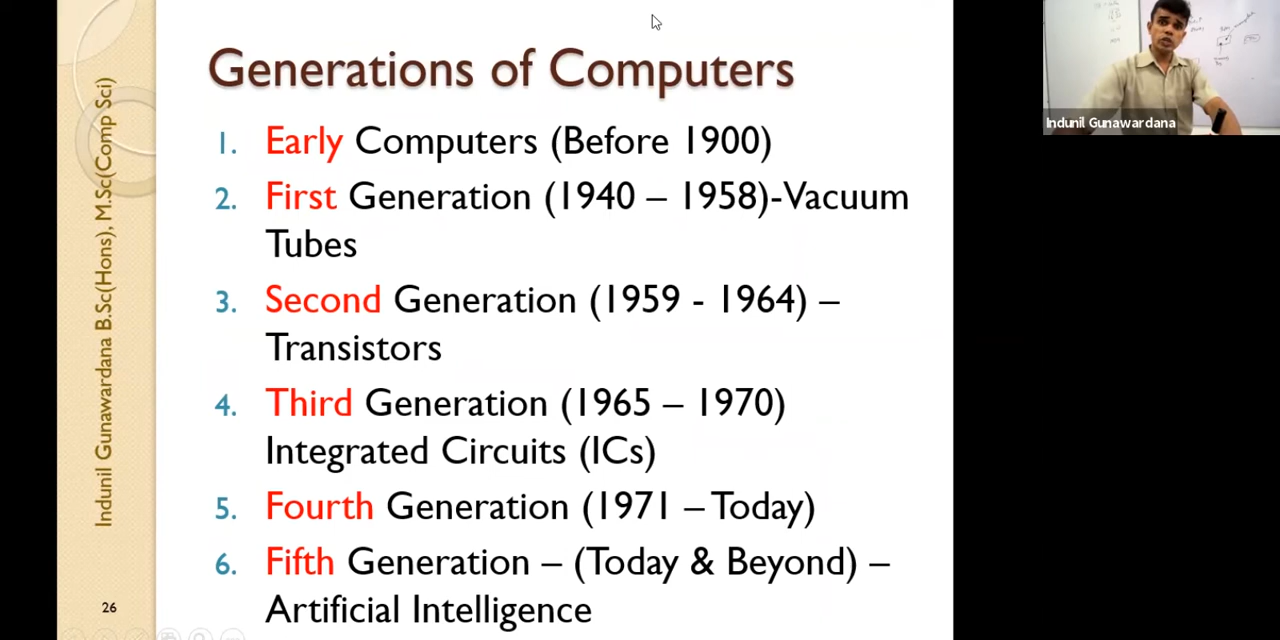 Generations of Computers
1. Early Computers (Before 1900)
2. First Generation (1940 – 1958)-Vacuum
Tubes
3. Second Generation (1959 - 1964) –
Transistors
4. Third Generation (1965 – 1970)
Integrated Circuits (ICs)
5. Fourth Generation (1971 – Today)
6. Fifth Generation – (Today & Beyond) –
Artificial Intelligence
Indunil Gunawardana B.Sc(Hons), M.Sc(Comp Sci)
26
Indunil Gunawardana